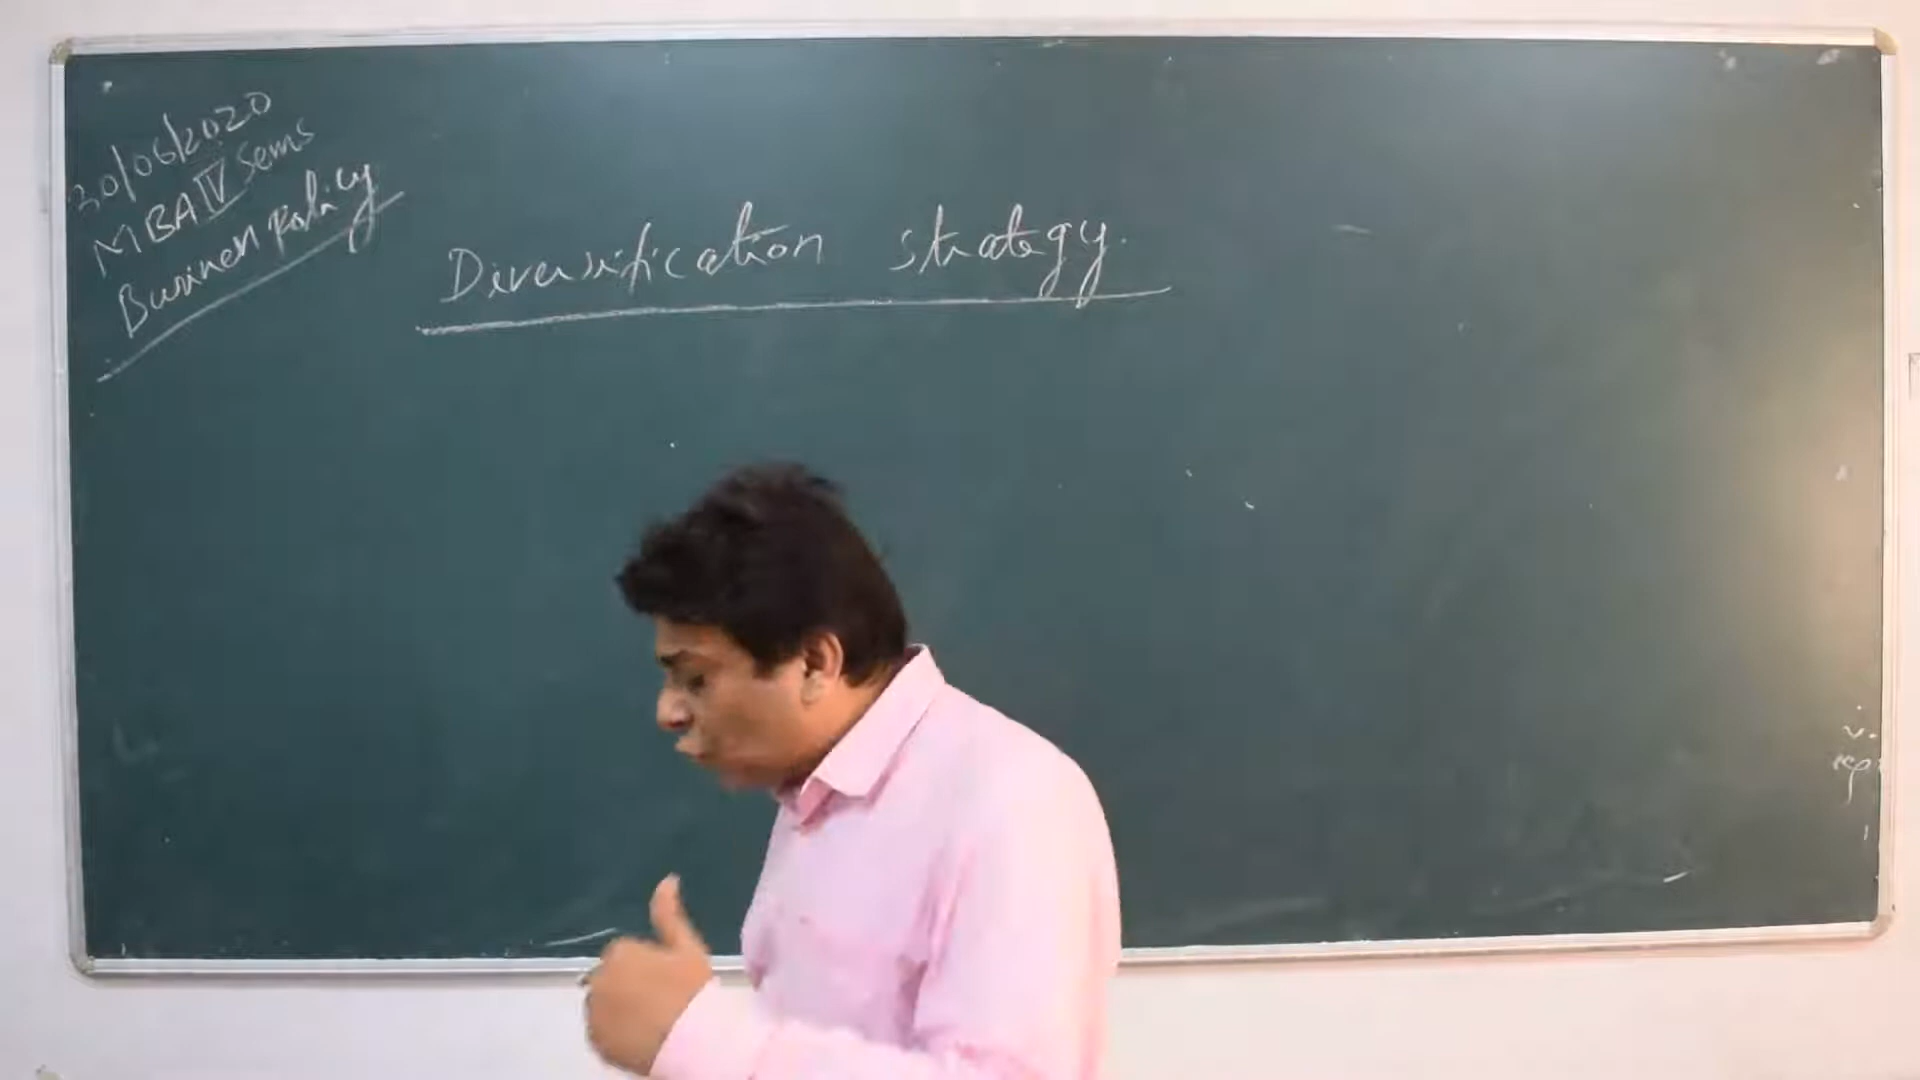 30/06/2020
MBA IV Sems
Business Policy
Diversification strategy.